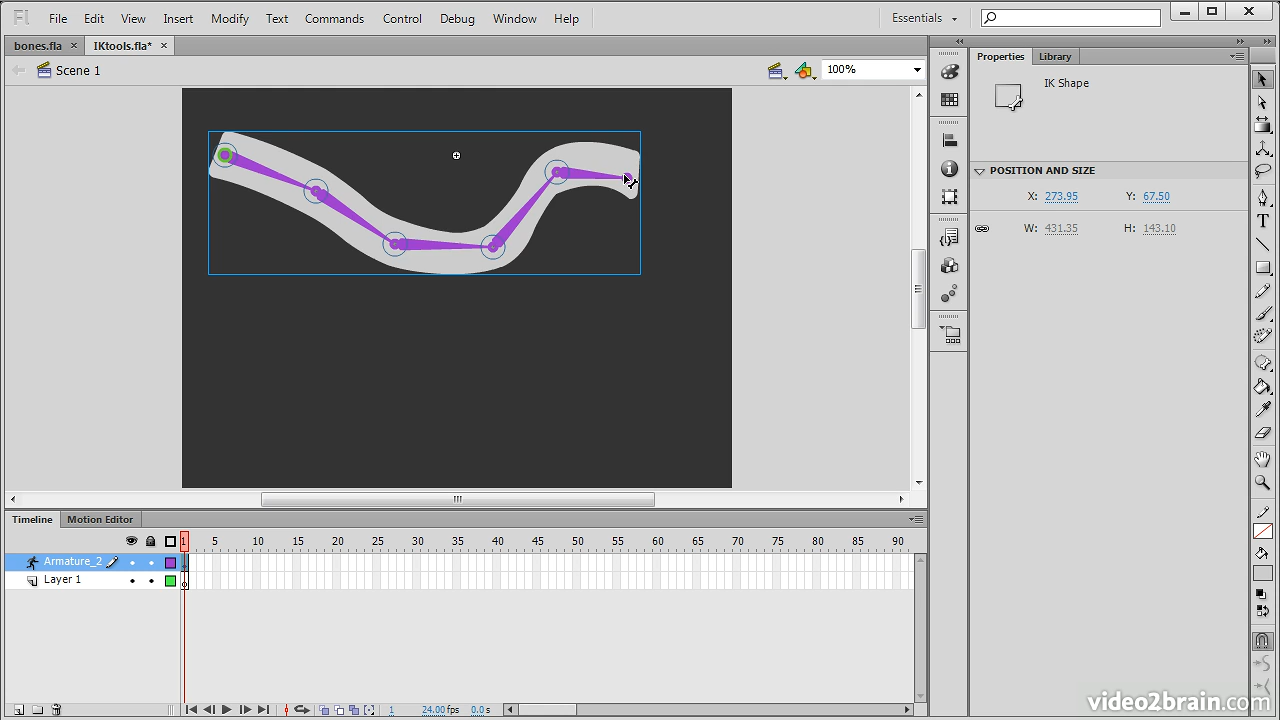 Fl File Edit View Insert Modify Text Commands Control Debug Window Help Essentials
bones.fla × IKtools.fla* ×
Scene 1 100%
Properties Library
IK Shape
POSITION AND SIZE
X: 273.95 Y: 67.50
W: 431.35 H: 143.10
Timeline Motion Editor
1 5 10 15 20 25 30 35 40 45 50 55 60 65 70 75 80 85 90
Armature_2
Layer 1
1 24.00 fps 0.0 s
video2brain.com